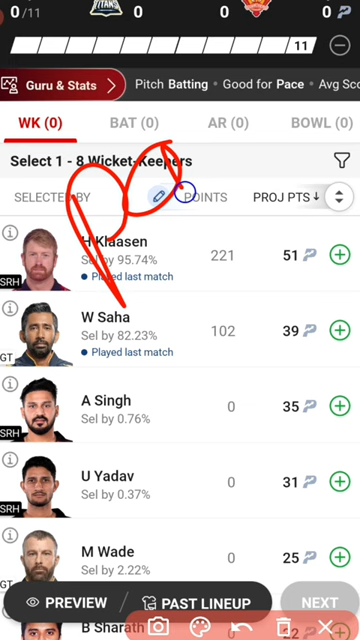 TITANS
0/11
0
0
0
11
Guru & Stats
Pitch Batting • Good for Pace • Avg Sco
WK (0)
BAT (0)
AR (0)
BOWL (0)
Select 1 - 8 Wicket-Keepers
SELECTED BY
POINTS
PROJ PTS ↓
H Klaasen
Sel by 95.74%
• Played last match
221
51
SRH
W Saha
Sel by 82.23%
• Played last match
102
39
GT
A Singh
Sel by 0.76%
0
35
SRH
U Yadav
Sel by 0.37%
0
31
SRH
M Wade
Sel by 2.22%
0
25
GT
PREVIEW
PAST LINEUP
NEXT
B Sharath
22